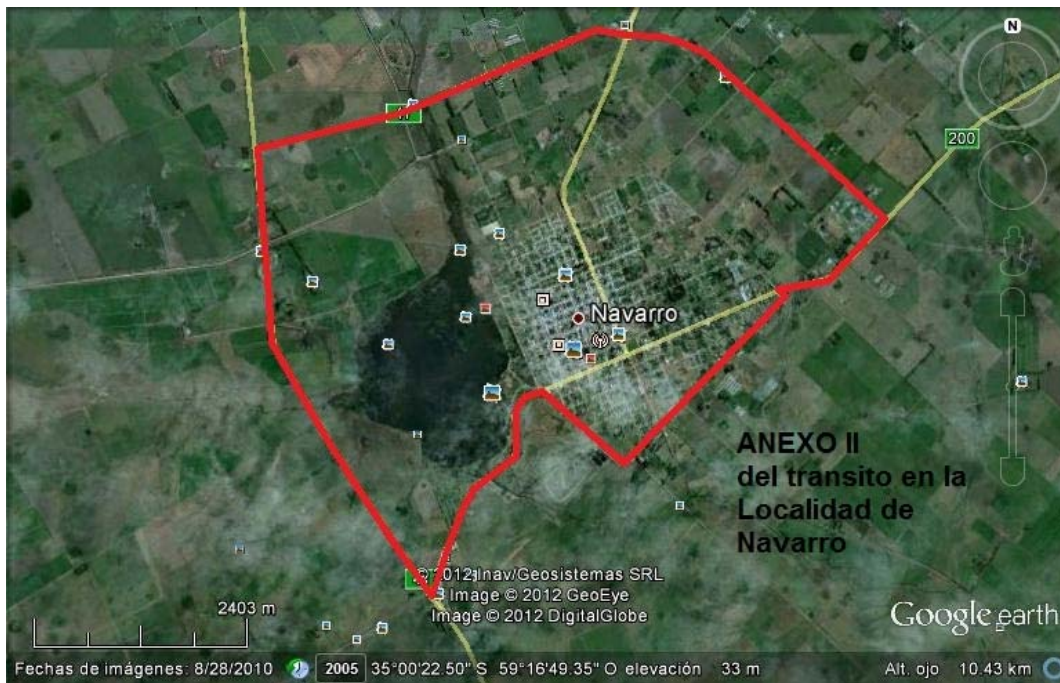 N
200
Navarro
ANEXO II
del transito en la
Localidad de
Navarro
© 2012 Inav/Geosistemas SRL
Image © 2012 GeoEye
Image © 2012 DigitalGlobe
2403 m
Google earth
Fechas de imágenes: 8/28/2010 2005 35°00'22.50" S 59°16'49.35" O elevación 33 m Alt. ojo 10.43 km